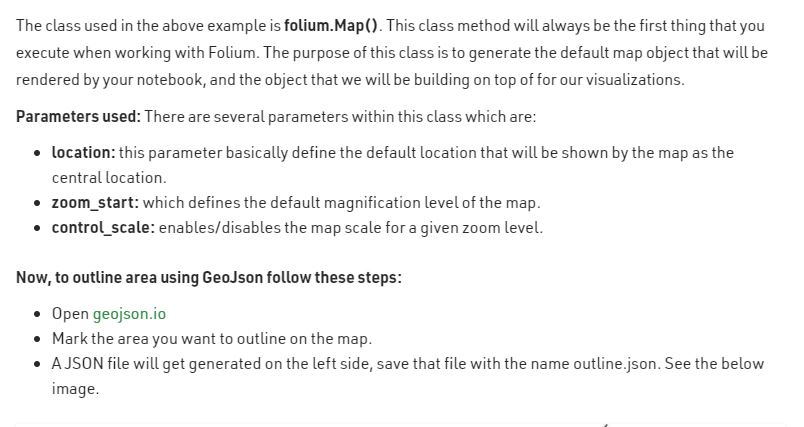 The class used in the above example is folium.Map(). This class method will always be the first thing that you
execute when working with Folium. The purpose of this class is to generate the default map object that will be
rendered by your notebook, and the object that we will be building on top of for our visualizations.
Parameters used: There are several parameters within this class which are:
• location: this parameter basically define the default location that will be shown by the map as the
central location.
• zoom_start: which defines the default magnification level of the map.
• control_scale: enables/disables the map scale for a given zoom level.
Now, to outline area using GeoJson follow these steps:
• Open geojson.io
• Mark the area you want to outline on the map.
• A JSON file will get generated on the left side, save that file with the name outline.json. See the below
image.